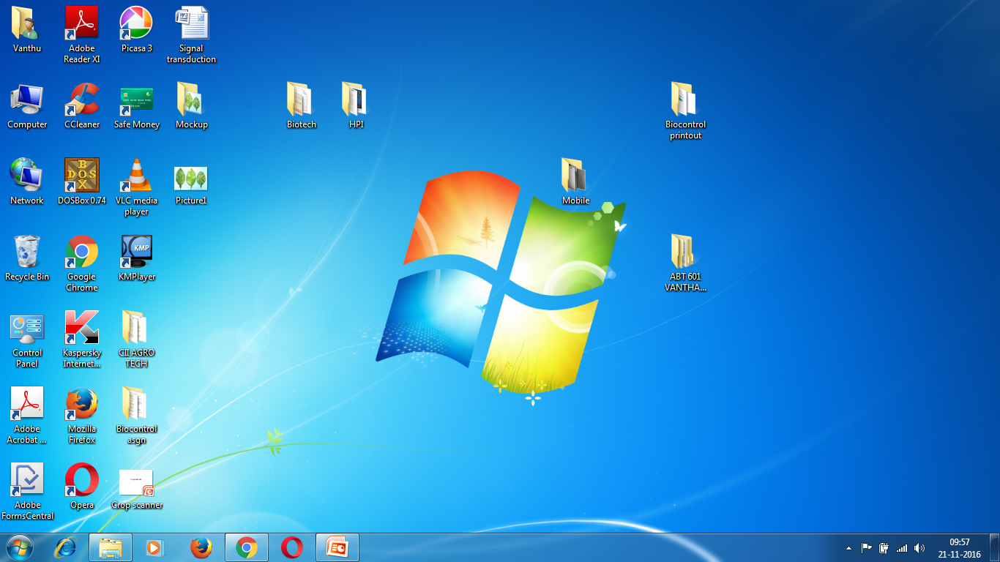 Vanthu
Adobe
Reader XI
Picasa 3
Signal
transduction
Computer
CCleaner
Safe Money
Mockup
Biotech
HPI
Biocontrol
printout
Network
DOSBox 0.74
VLC media
player
Picture1
Mobile
Recycle Bin
Google
Chrome
KMPlayer
ABT 601
VANTHA...
Control
Panel
Kaspersky
Internet...
CII AGRO
TECH
Adobe
Acrobat ...
Mozilla
Firefox
Biocontrol
asgn
Adobe
FormsCentral
Opera
Crop scanner
DOS
BOX
KMP
09:57
21-11-2016